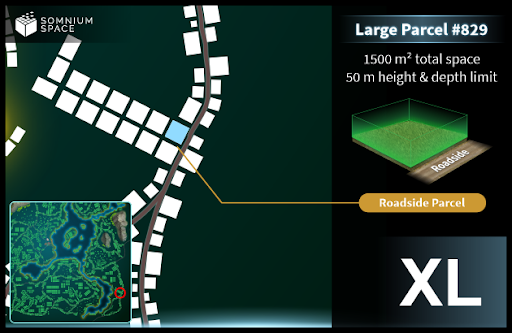 SOMNIUM
SPACE
Large Parcel #829
1500 m² total space
50 m height & depth limit
Roadside
Roadside Parcel
XL